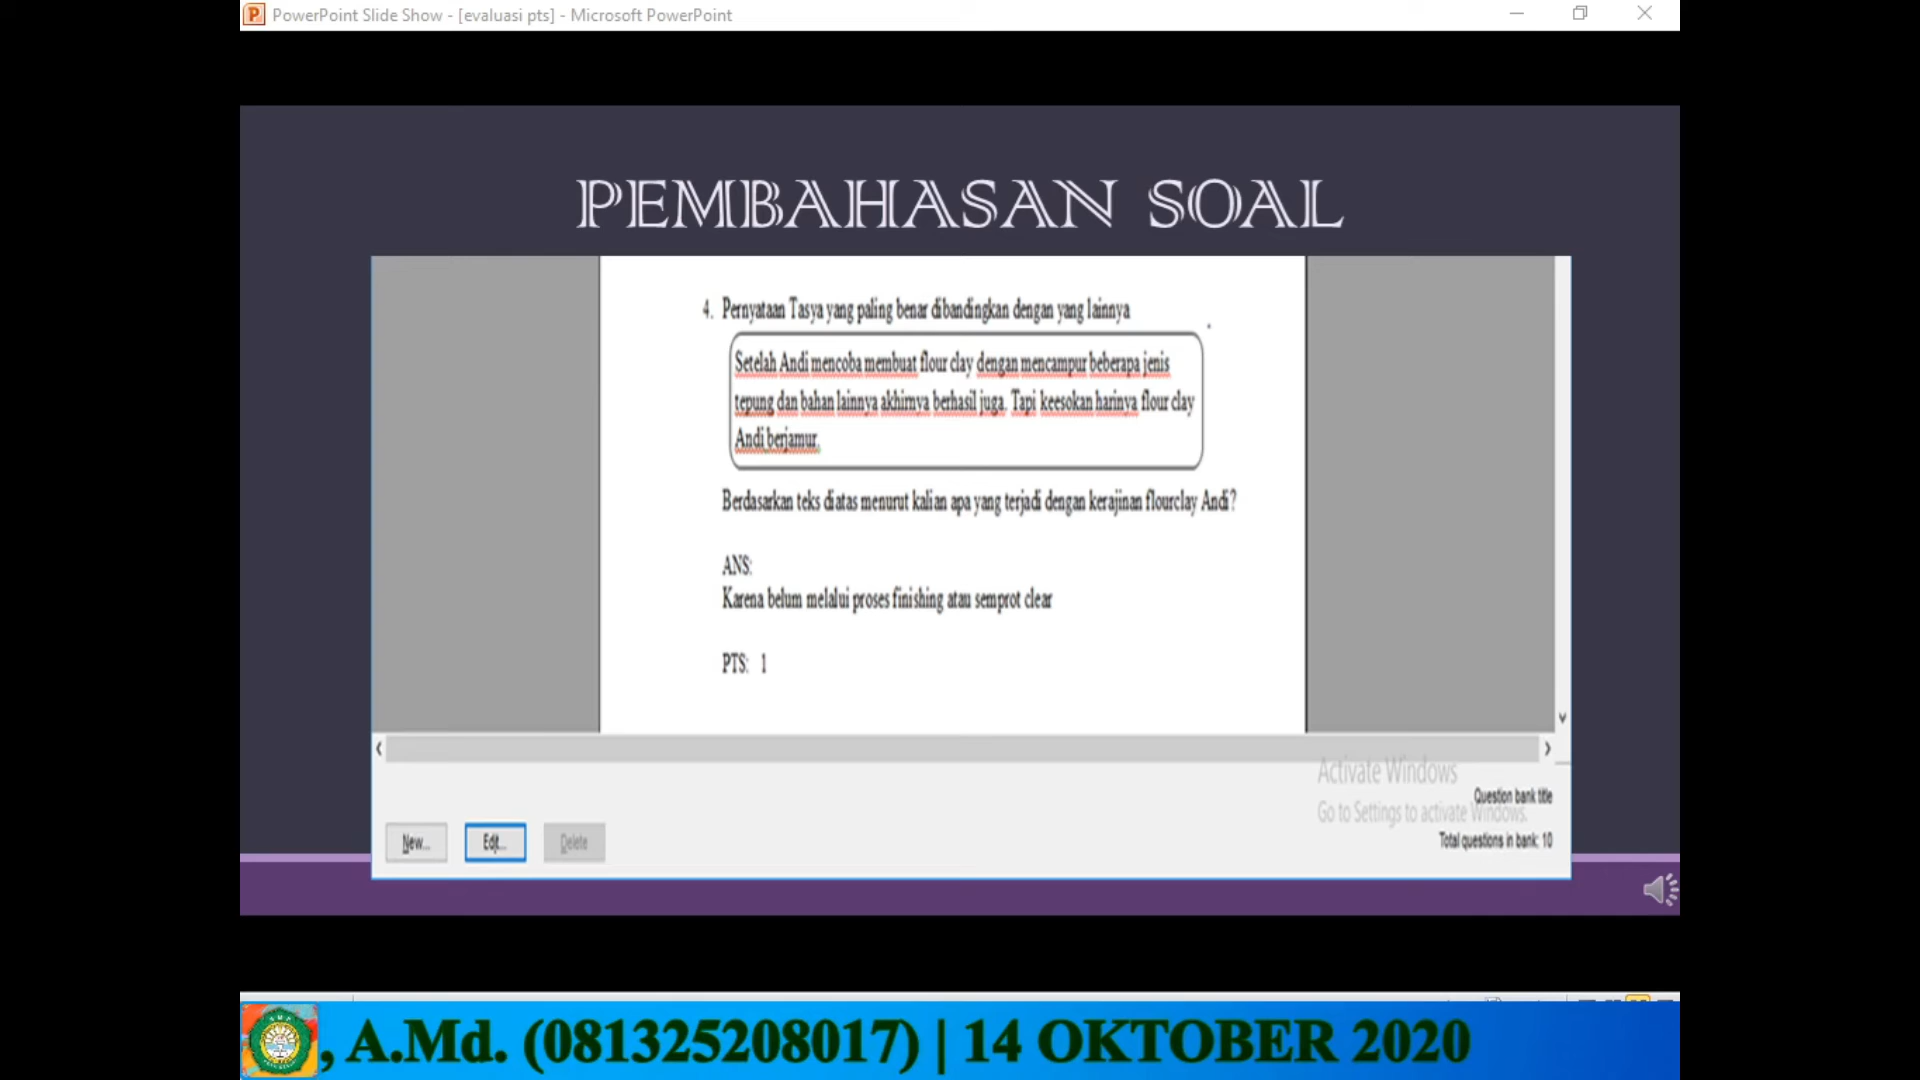 PowerPoint Slide Show - [evaluasi pts] - Microsoft PowerPoint
PEMBAHASAN SOAL
4. Pernyataan Tasya yang paling benar dibandingkan dengan yang lainnya
Setelah Andi mencoba membuat flour clay dengan mencampur beberapa jenis
tepung dan bahan lainnya akhirnya berhasil juga. Tapi keesokan harinya flour clay
Andi berjamur.
Berdasarkan teks diatas menurut kalian apa yang terjadi dengan kerajinan flourclay Andi?
ANS:
Karena belum melalui proses finishing atau semprot clear
PTS: 1
Activate Windows
Go to Settings to activate Windows.
Question bank title
Total questions in bank: 10
New...
Edit...
Delete
, A.Md. (081325208017) | 14 OKTOBER 2020